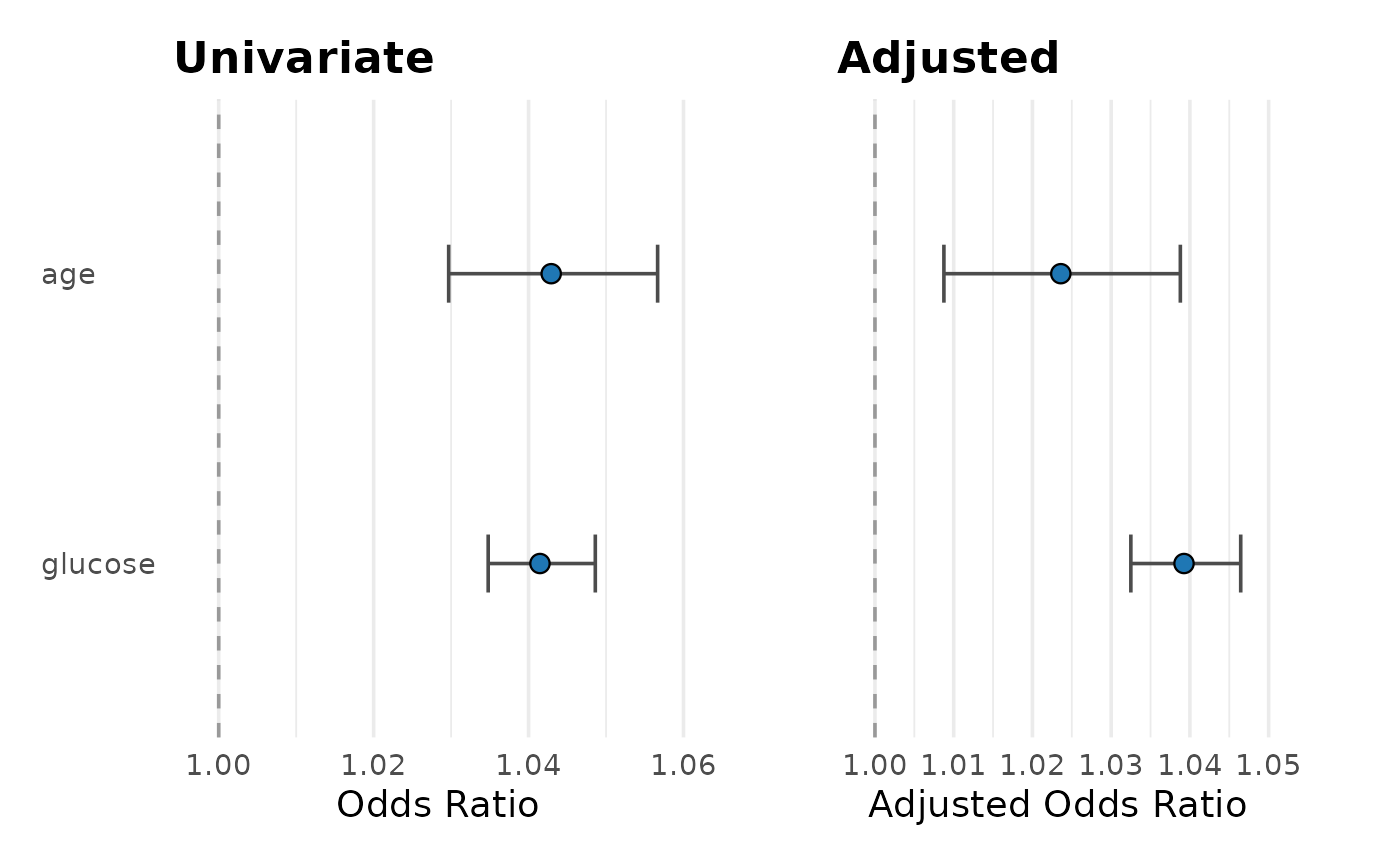 Univariate
Adjusted
age
glucose
1.00 1.02 1.04 1.06
1.00 1.01 1.02 1.03 1.04 1.05
Odds Ratio
Adjusted Odds Ratio